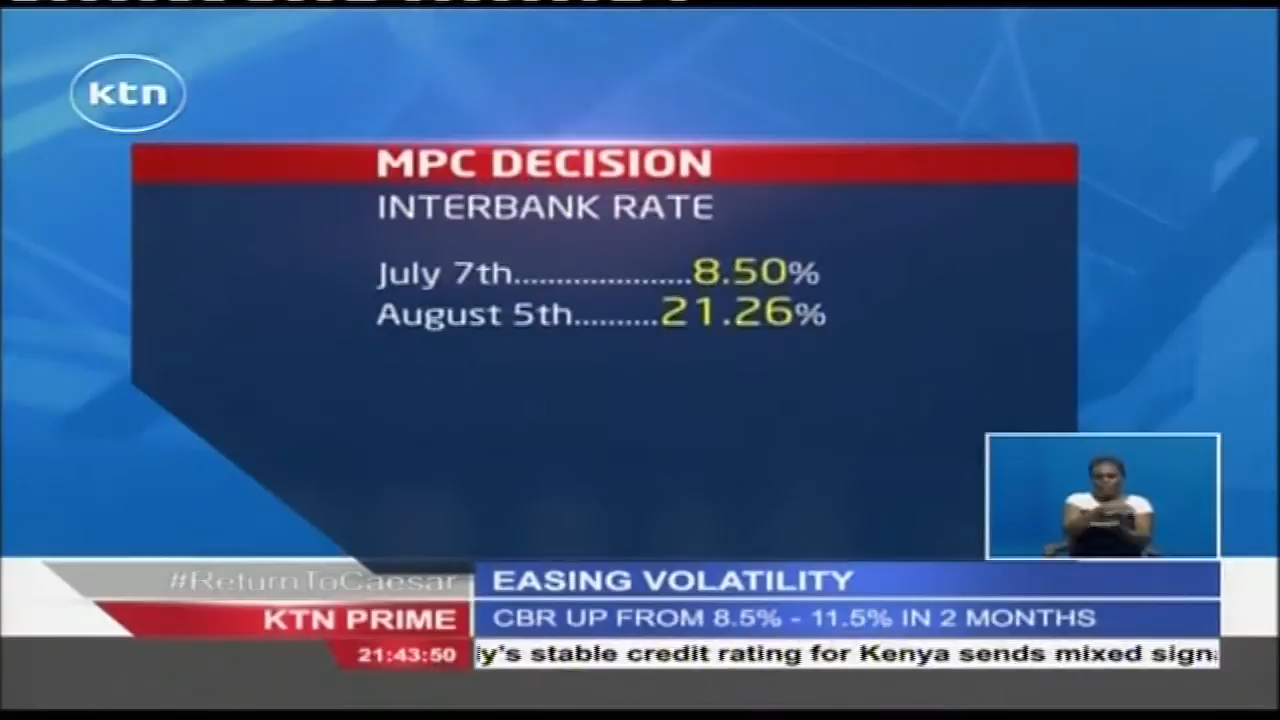 ktn
MPC DECISION
INTERBANK RATE
July 7th.....................8.50%
August 5th..........21.26%
#ReturnToCaesar
EASING VOLATILITY
KTN PRIME
CBR UP FROM 8.5% - 11.5% IN 2 MONTHS
21:43:50
y's stable credit rating for Kenya sends mixed sign